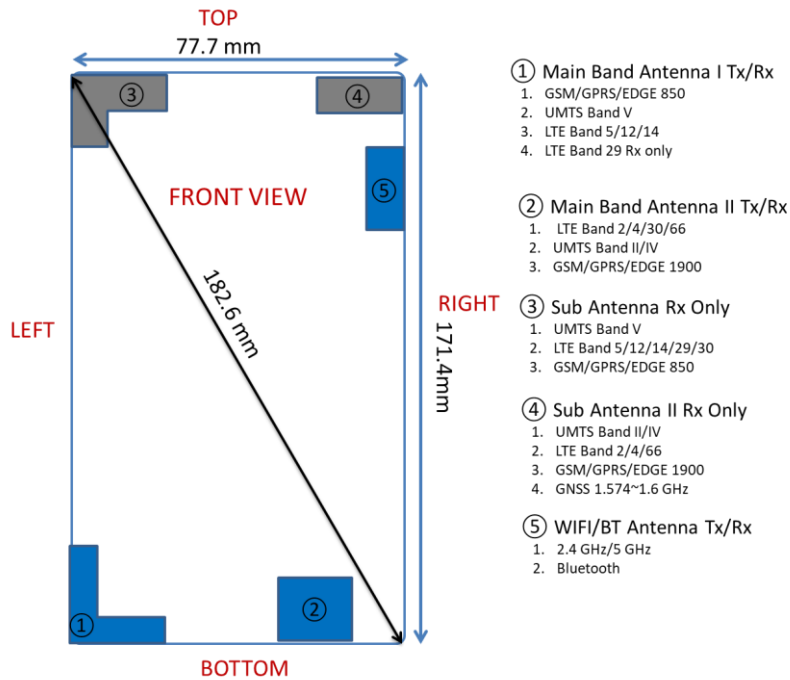 TOP
77.7 mm
③
④
⑤
FRONT VIEW
182.6 mm
LEFT
RIGHT
171.4mm
①
②
BOTTOM
① Main Band Antenna I Tx/Rx
1. GSM/GPRS/EDGE 850
2. UMTS Band V
3. LTE Band 5/12/14
4. LTE Band 29 Rx only
② Main Band Antenna II Tx/Rx
1. LTE Band 2/4/30/66
2. UMTS Band II/IV
3. GSM/GPRS/EDGE 1900
③ Sub Antenna Rx Only
1. UMTS Band V
2. LTE Band 5/12/14/29/30
3. GSM/GPRS/EDGE 850
④ Sub Antenna II Rx Only
1. UMTS Band II/IV
2. LTE Band 2/4/66
3. GSM/GPRS/EDGE 1900
4. GNSS 1.574~1.6 GHz
⑤ WIFI/BT Antenna Tx/Rx
1. 2.4 GHz/5 GHz
2. Bluetooth